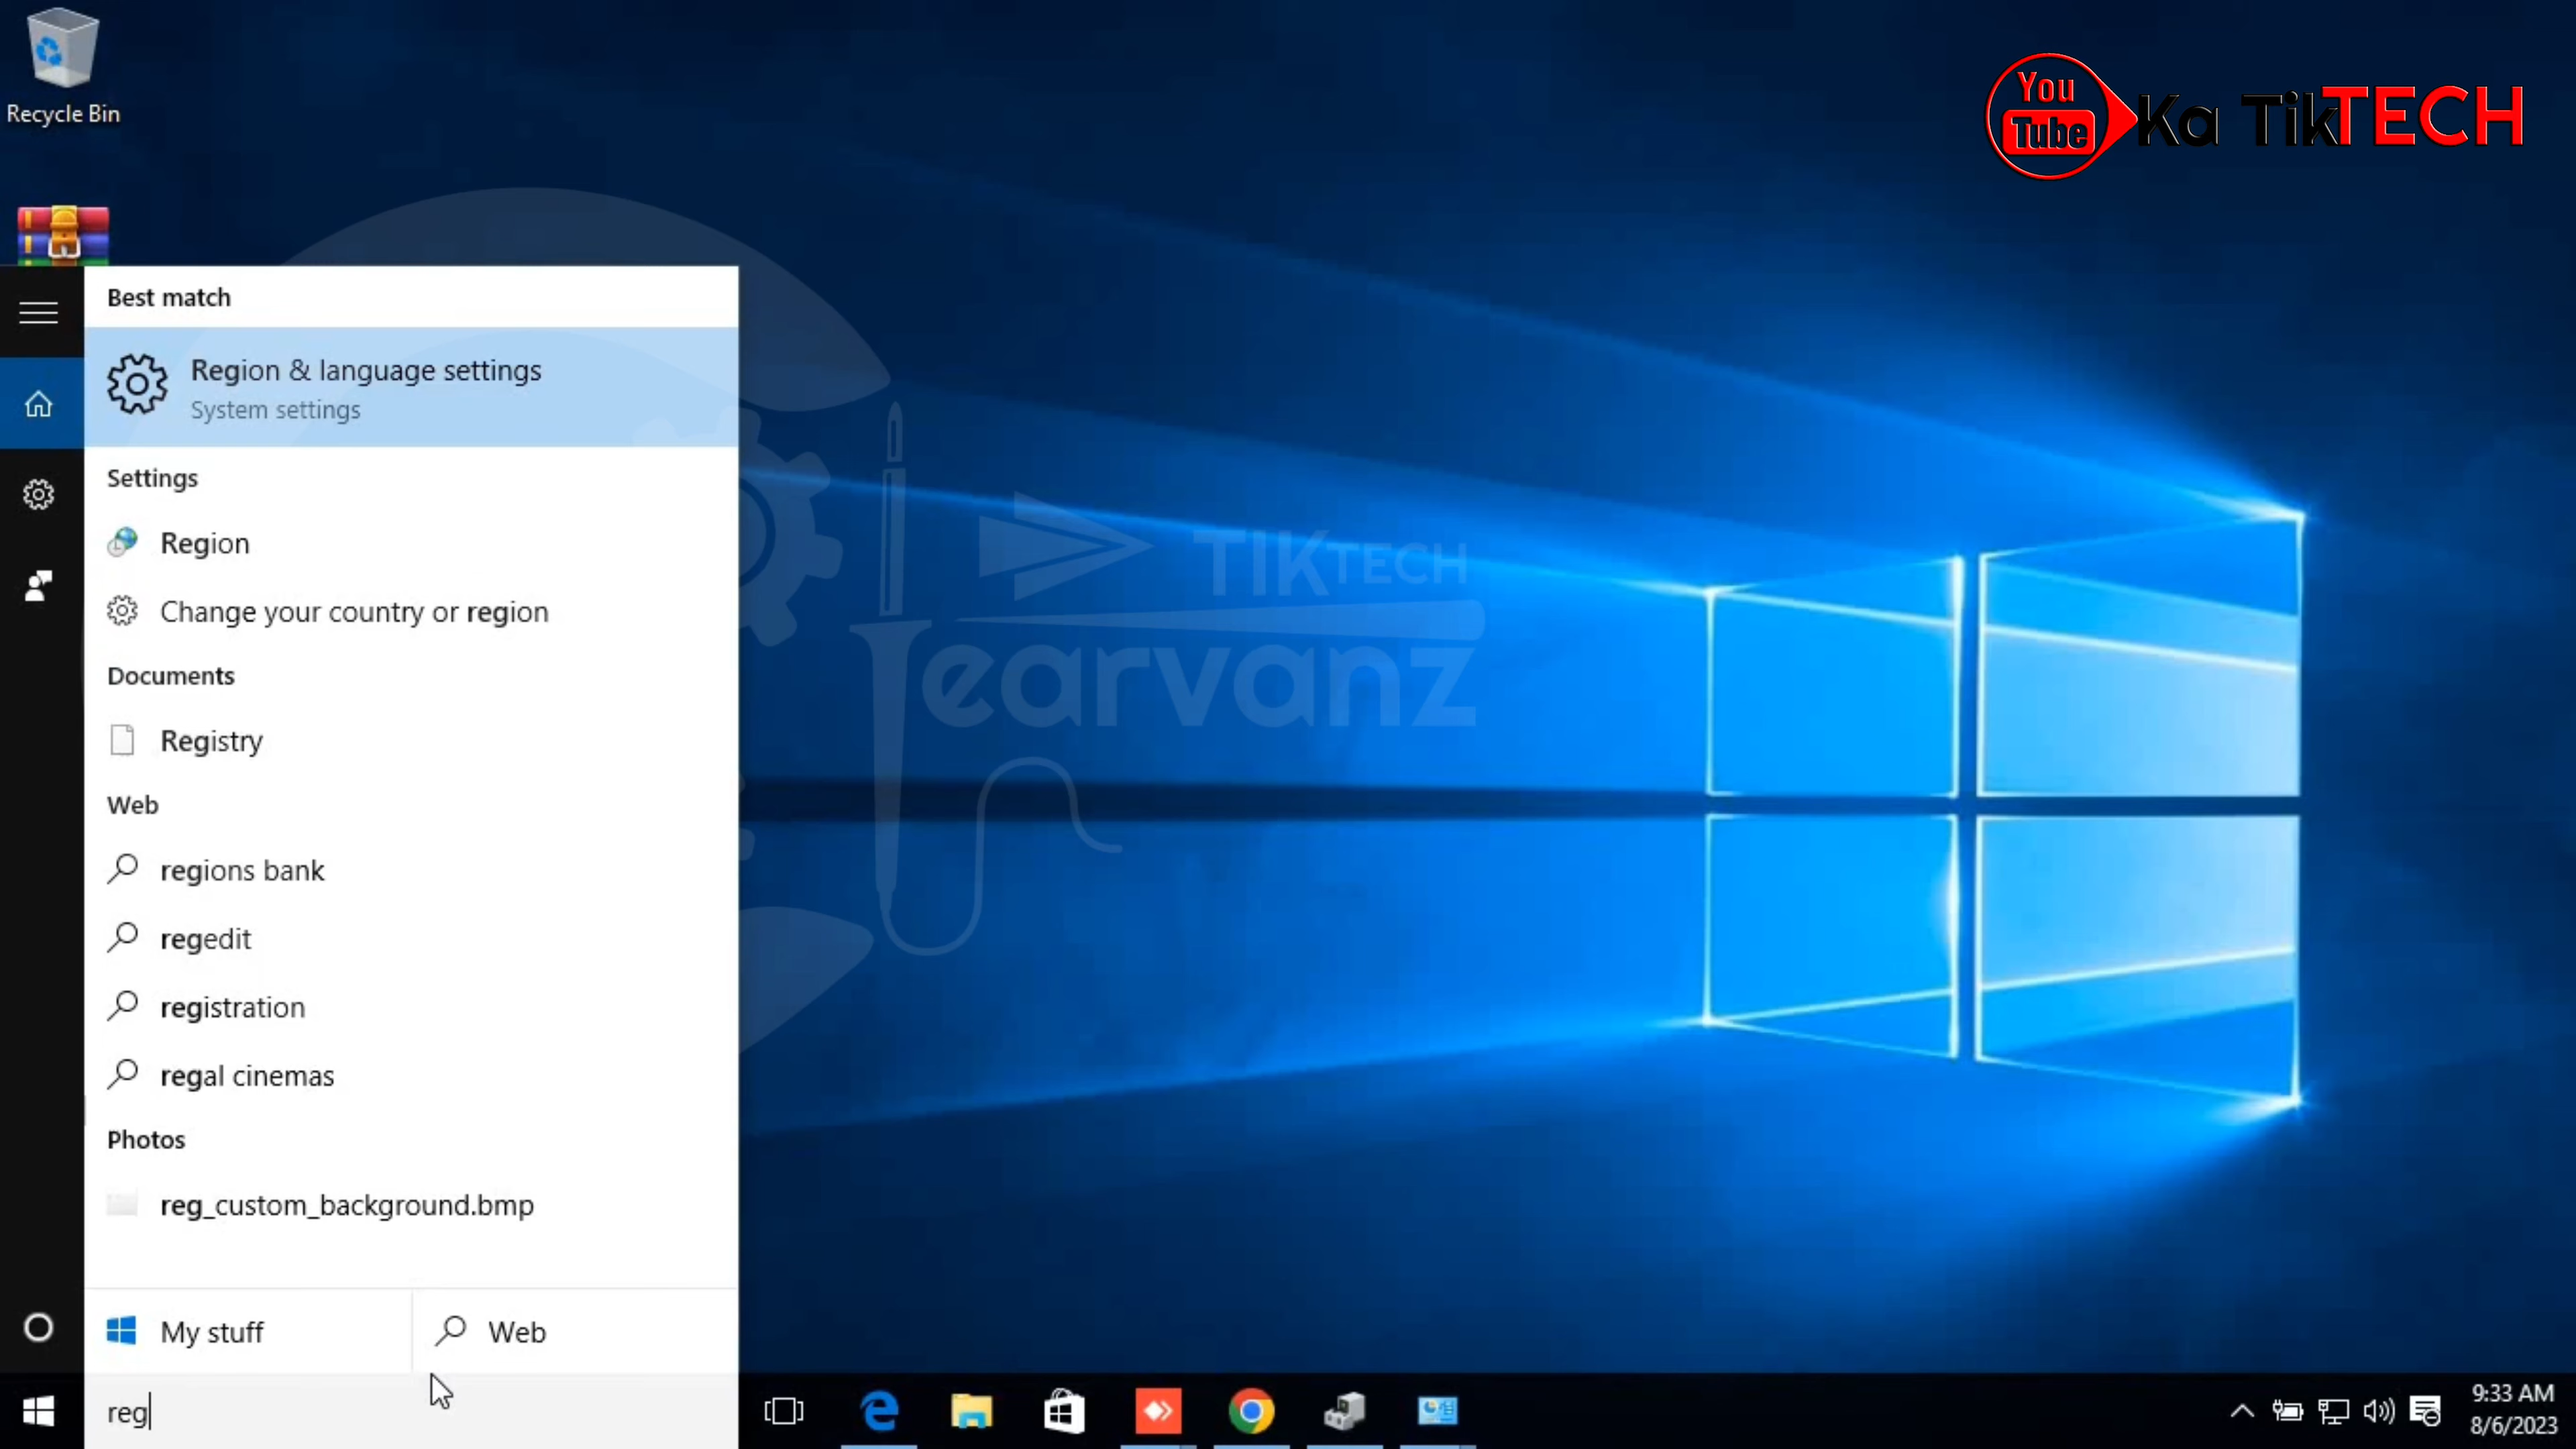 Recycle Bin
You
Tube
Ka TikTECH
Best match
Region & language settings
System settings
Settings
Region
Change your country or region
Documents
Registry
Web
regions bank
regedit
registration
regal cinemas
Photos
reg_custom_background.bmp
My stuff
Web
reg
TIKTECH
Tearvanz
9:33 AM
8/6/2023